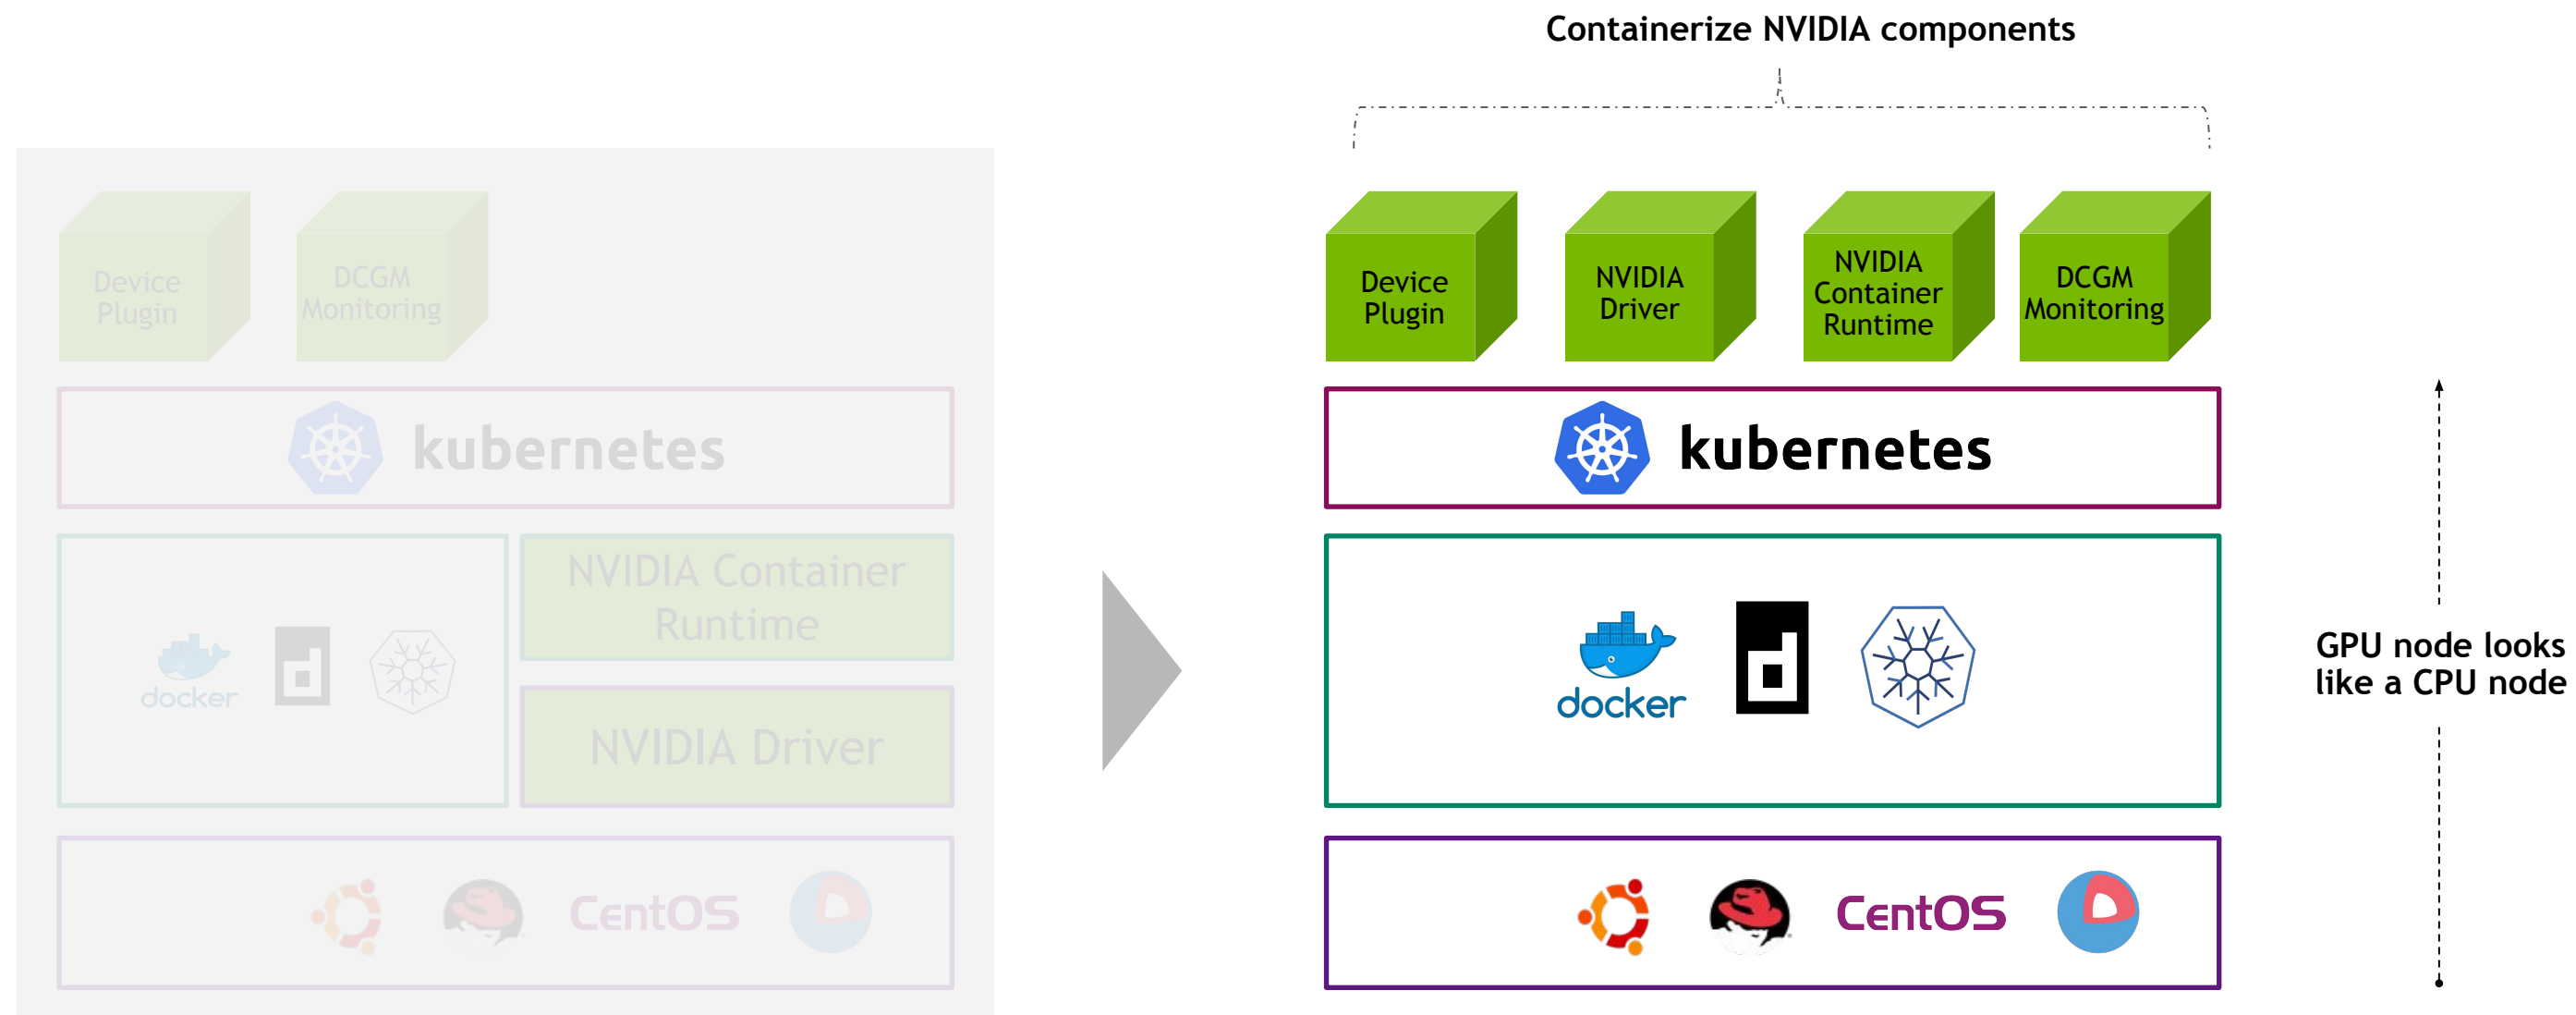 Containerize NVIDIA components
Device
Plugin
DCGM
Monitoring
kubernetes
NVIDIA Container
Runtime
docker
d
NVIDIA Driver
CentOS
Device
Plugin
NVIDIA
Driver
NVIDIA
Container
Runtime
DCGM
Monitoring
kubernetes
docker
d
CentOS
GPU node looks
like a CPU node